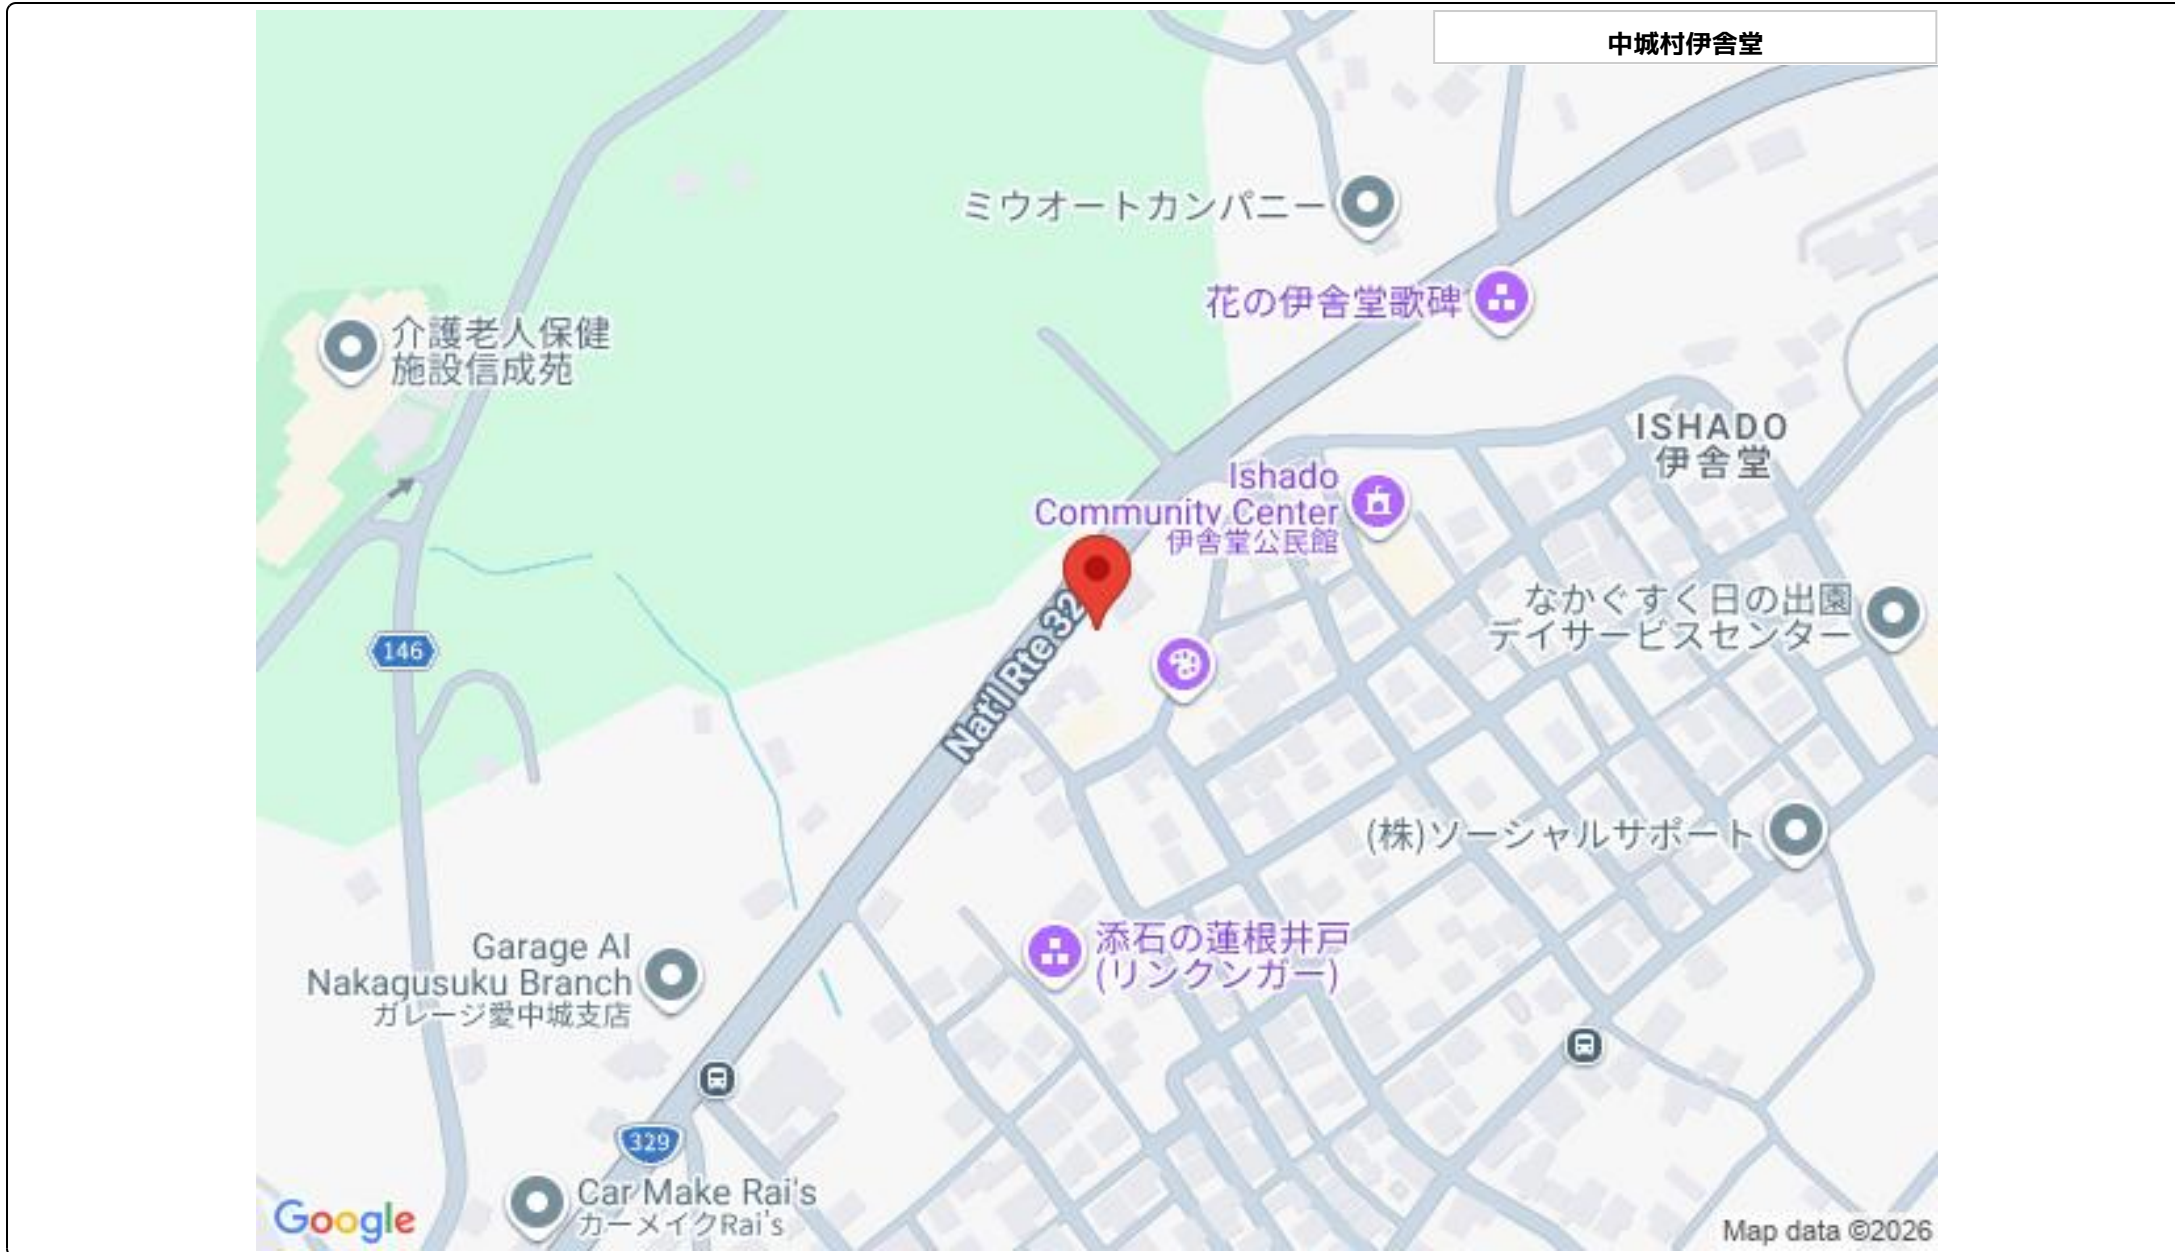 中城村伊舎堂
ミウオートカンパニー
花の伊舎堂歌碑
介護老人保健
施設信成苑
ISHADO
伊舎堂
Ishado
Community Center
伊舎堂公民館
なかぐすく日の出園
デイサービスセンター
146
Nat'l Rte 32
(株)ソーシャルサポート
添石の蓮根井戸
(リンクンガー)
Garage AI
Nakagusuku Branch
ガレージ愛中城支店
329
Car Make Rai's
カーメイクRai's
Google
Map data ©2026